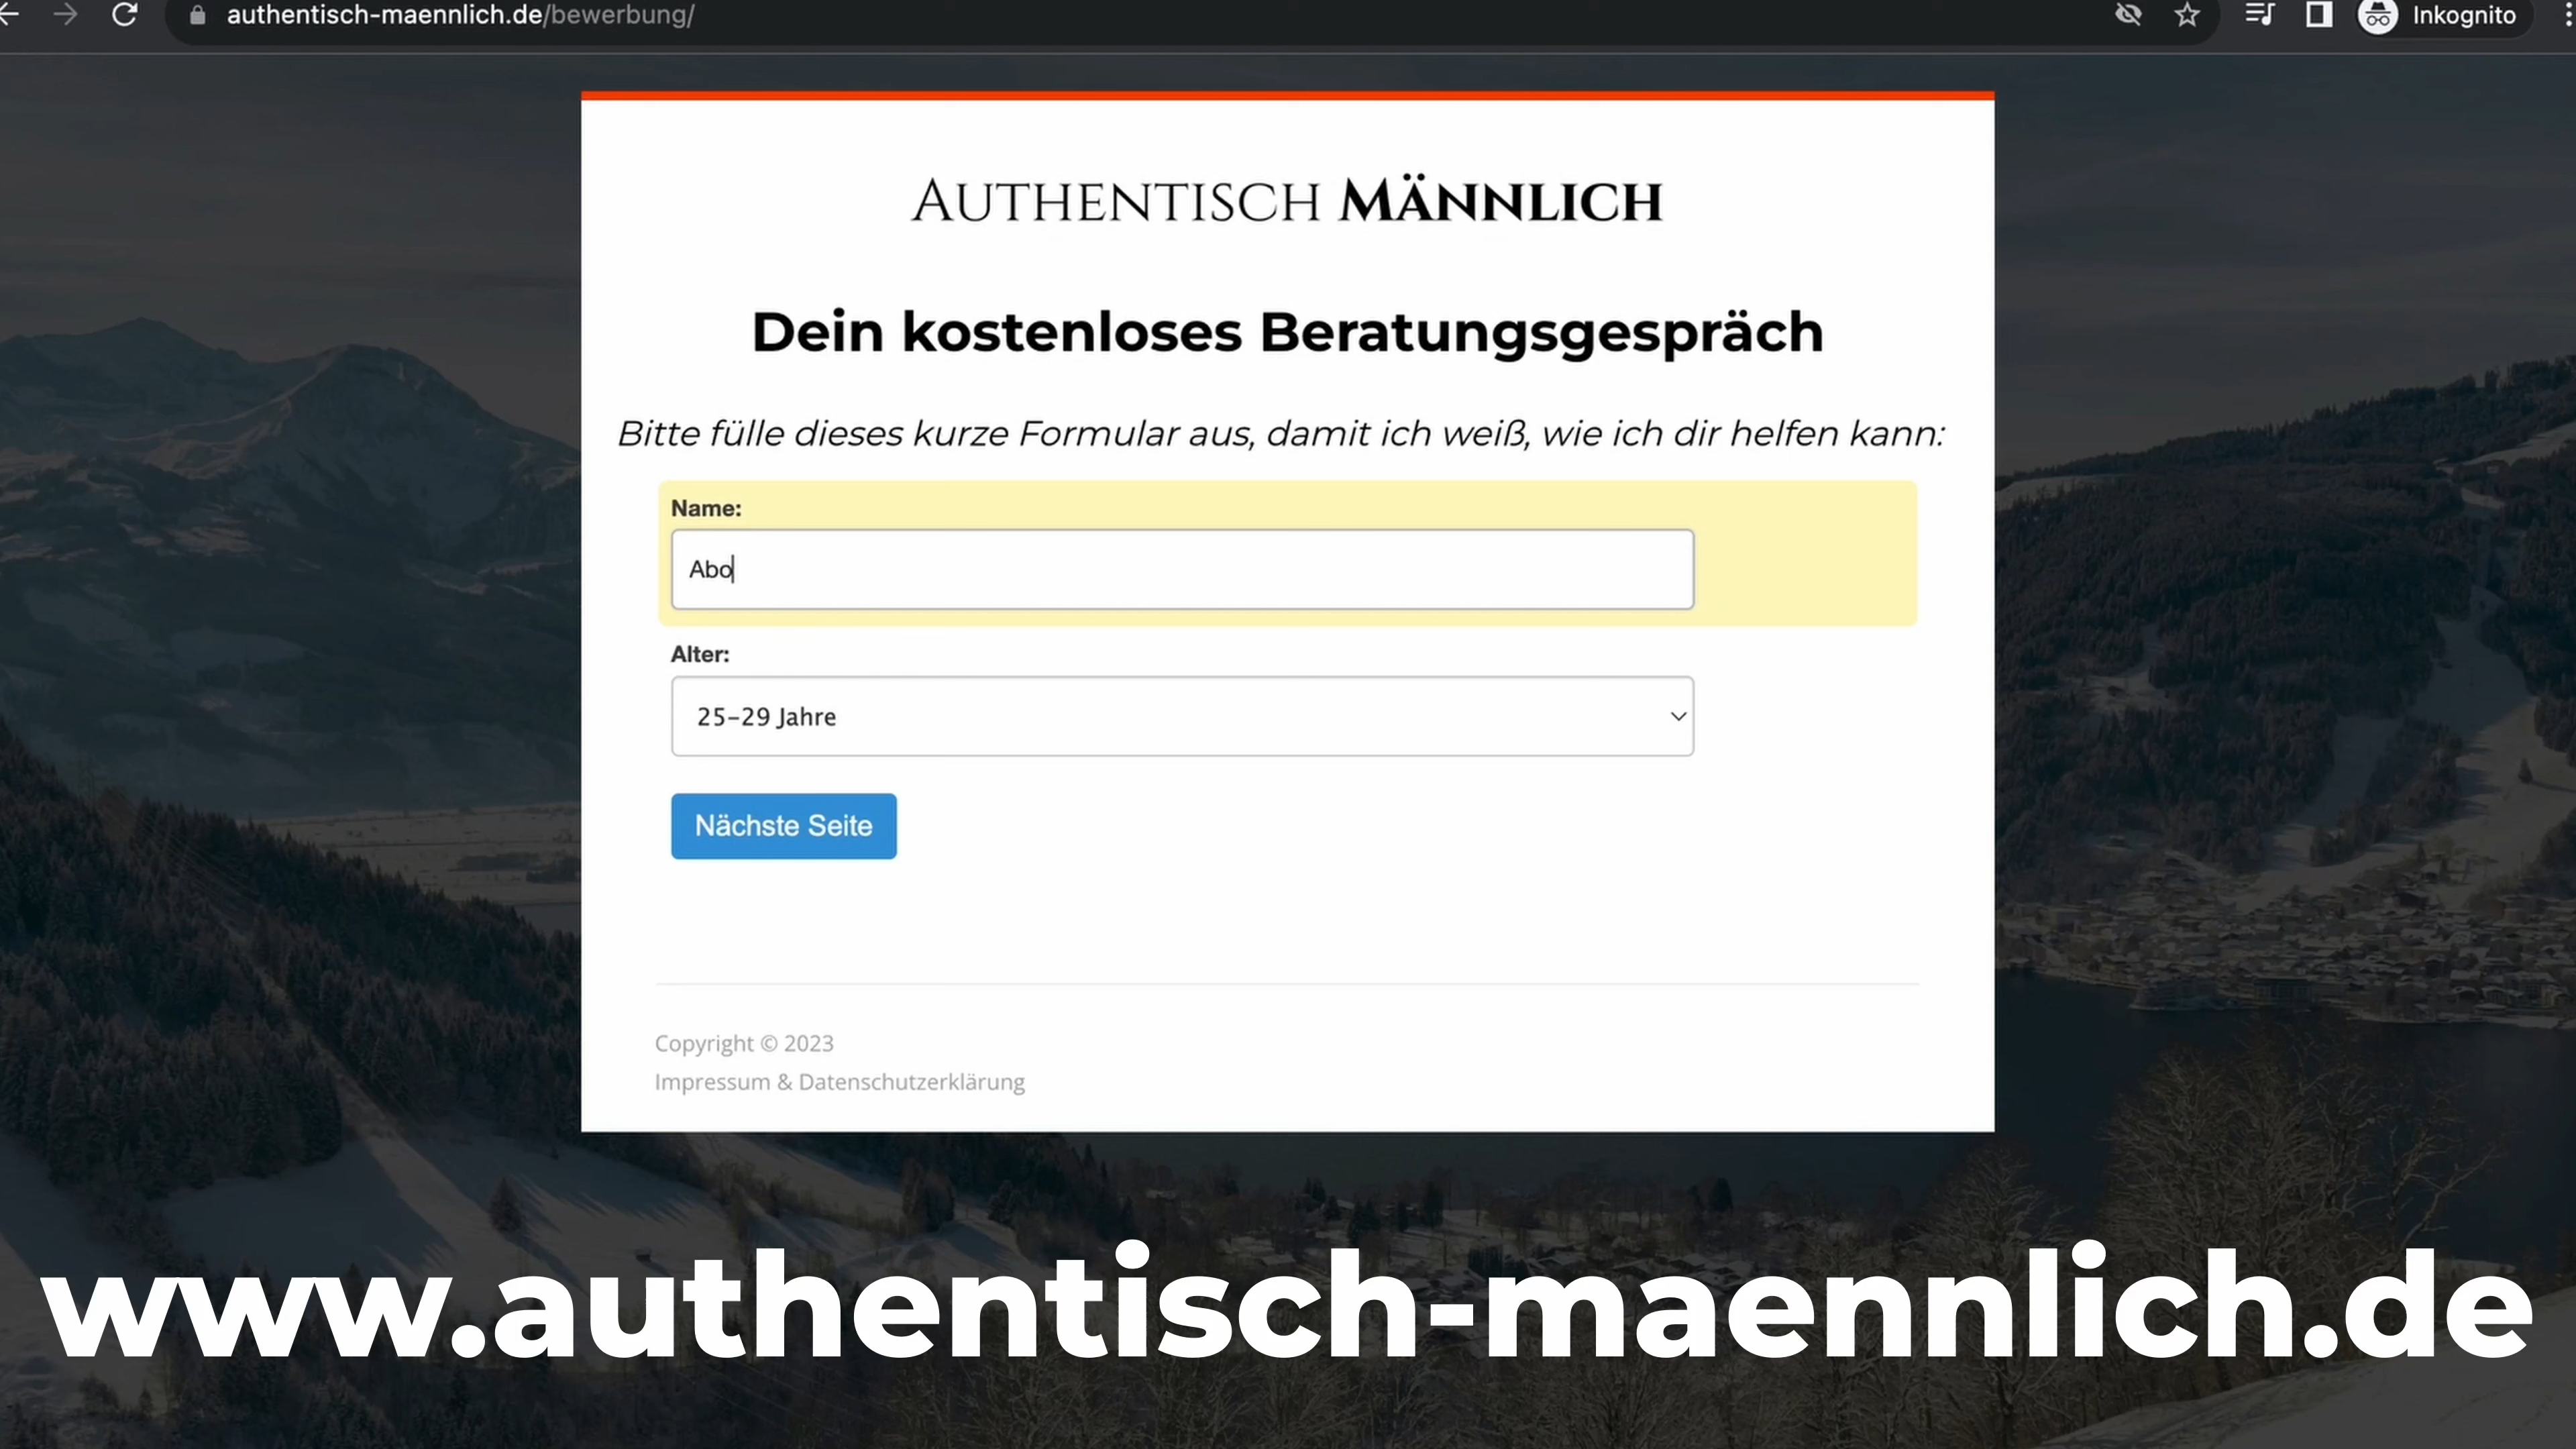 authentisch-maennlich.de/bewerbung/
Inkognito
AUTHENTISCH MÄNNLICH
Dein kostenloses Beratungsgespräch
Bitte fülle dieses kurze Formular aus, damit ich weiß, wie ich dir helfen kann:
Name:
Abo
Alter:
25–29 Jahre
Nächste Seite
Copyright © 2023
Impressum & Datenschutzerklärung
www.authentisch-maennlich.de